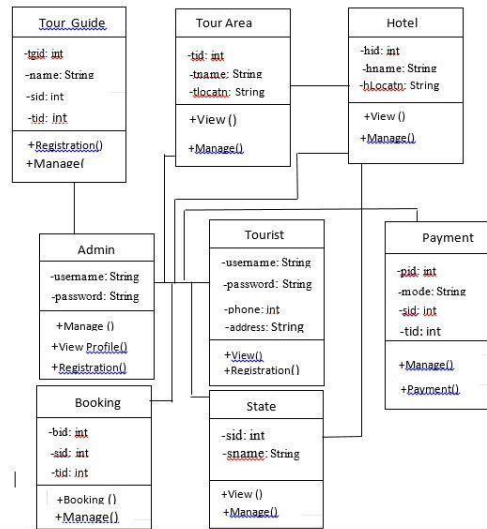 Tour Guide
-tgid: int
-name: String
-sid: int
-tid: int
+Registration()
+Manage(
Tour Area
-tid: int
-tname: String
-tlocatn: String
+View ()
+Manage()
Hotel
-hid: int
-hname: String
-hLocatn: String
+View ()
+Manage()
Admin
-username: String
-password: String
+Manage ()
+View Profile()
+Registration()
Tourist
-username: String
-password: String
-phone: int
-address: String
+View()
+Registration()
Payment
-pid: int
-mode: String
-sid: int
-tid: int
+Manage()
+Payment()
Booking
-bid: int
-sid: int
-tid: int
+Booking ()
+Manage()
State
-sid: int
-sname: String
+View ()
+Manage()